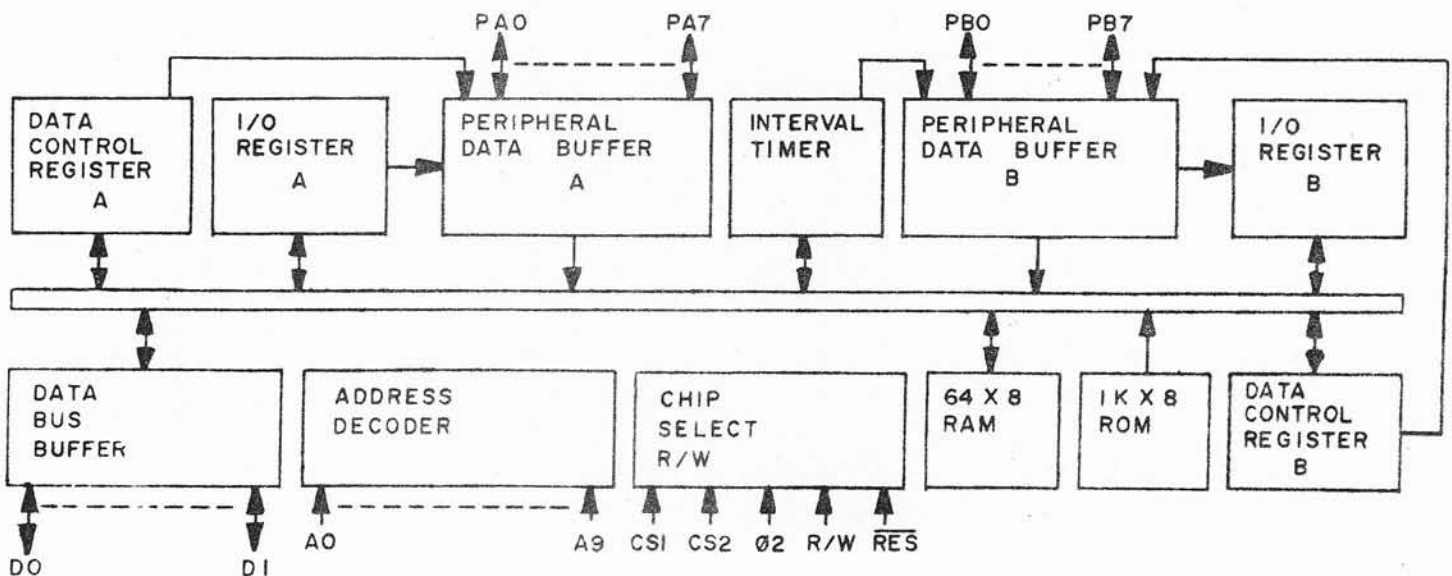 PA0 PA7 PB0 PB7
DATA
CONTROL
REGISTER
A
I/O
REGISTER
A
PERIPHERAL
DATA BUFFER
A
INTERVAL
TIMER
PERIPHERAL
DATA BUFFER
B
I/O
REGISTER
B
DATA
BUS
BUFFER
ADDRESS
DECODER
CHIP
SELECT
R/W
64 X 8
RAM
1K X 8
ROM
DATA
CONTROL
REGISTER
B
D0 D1 A0 A9 CS1 CS2 Ø2 R/W RES